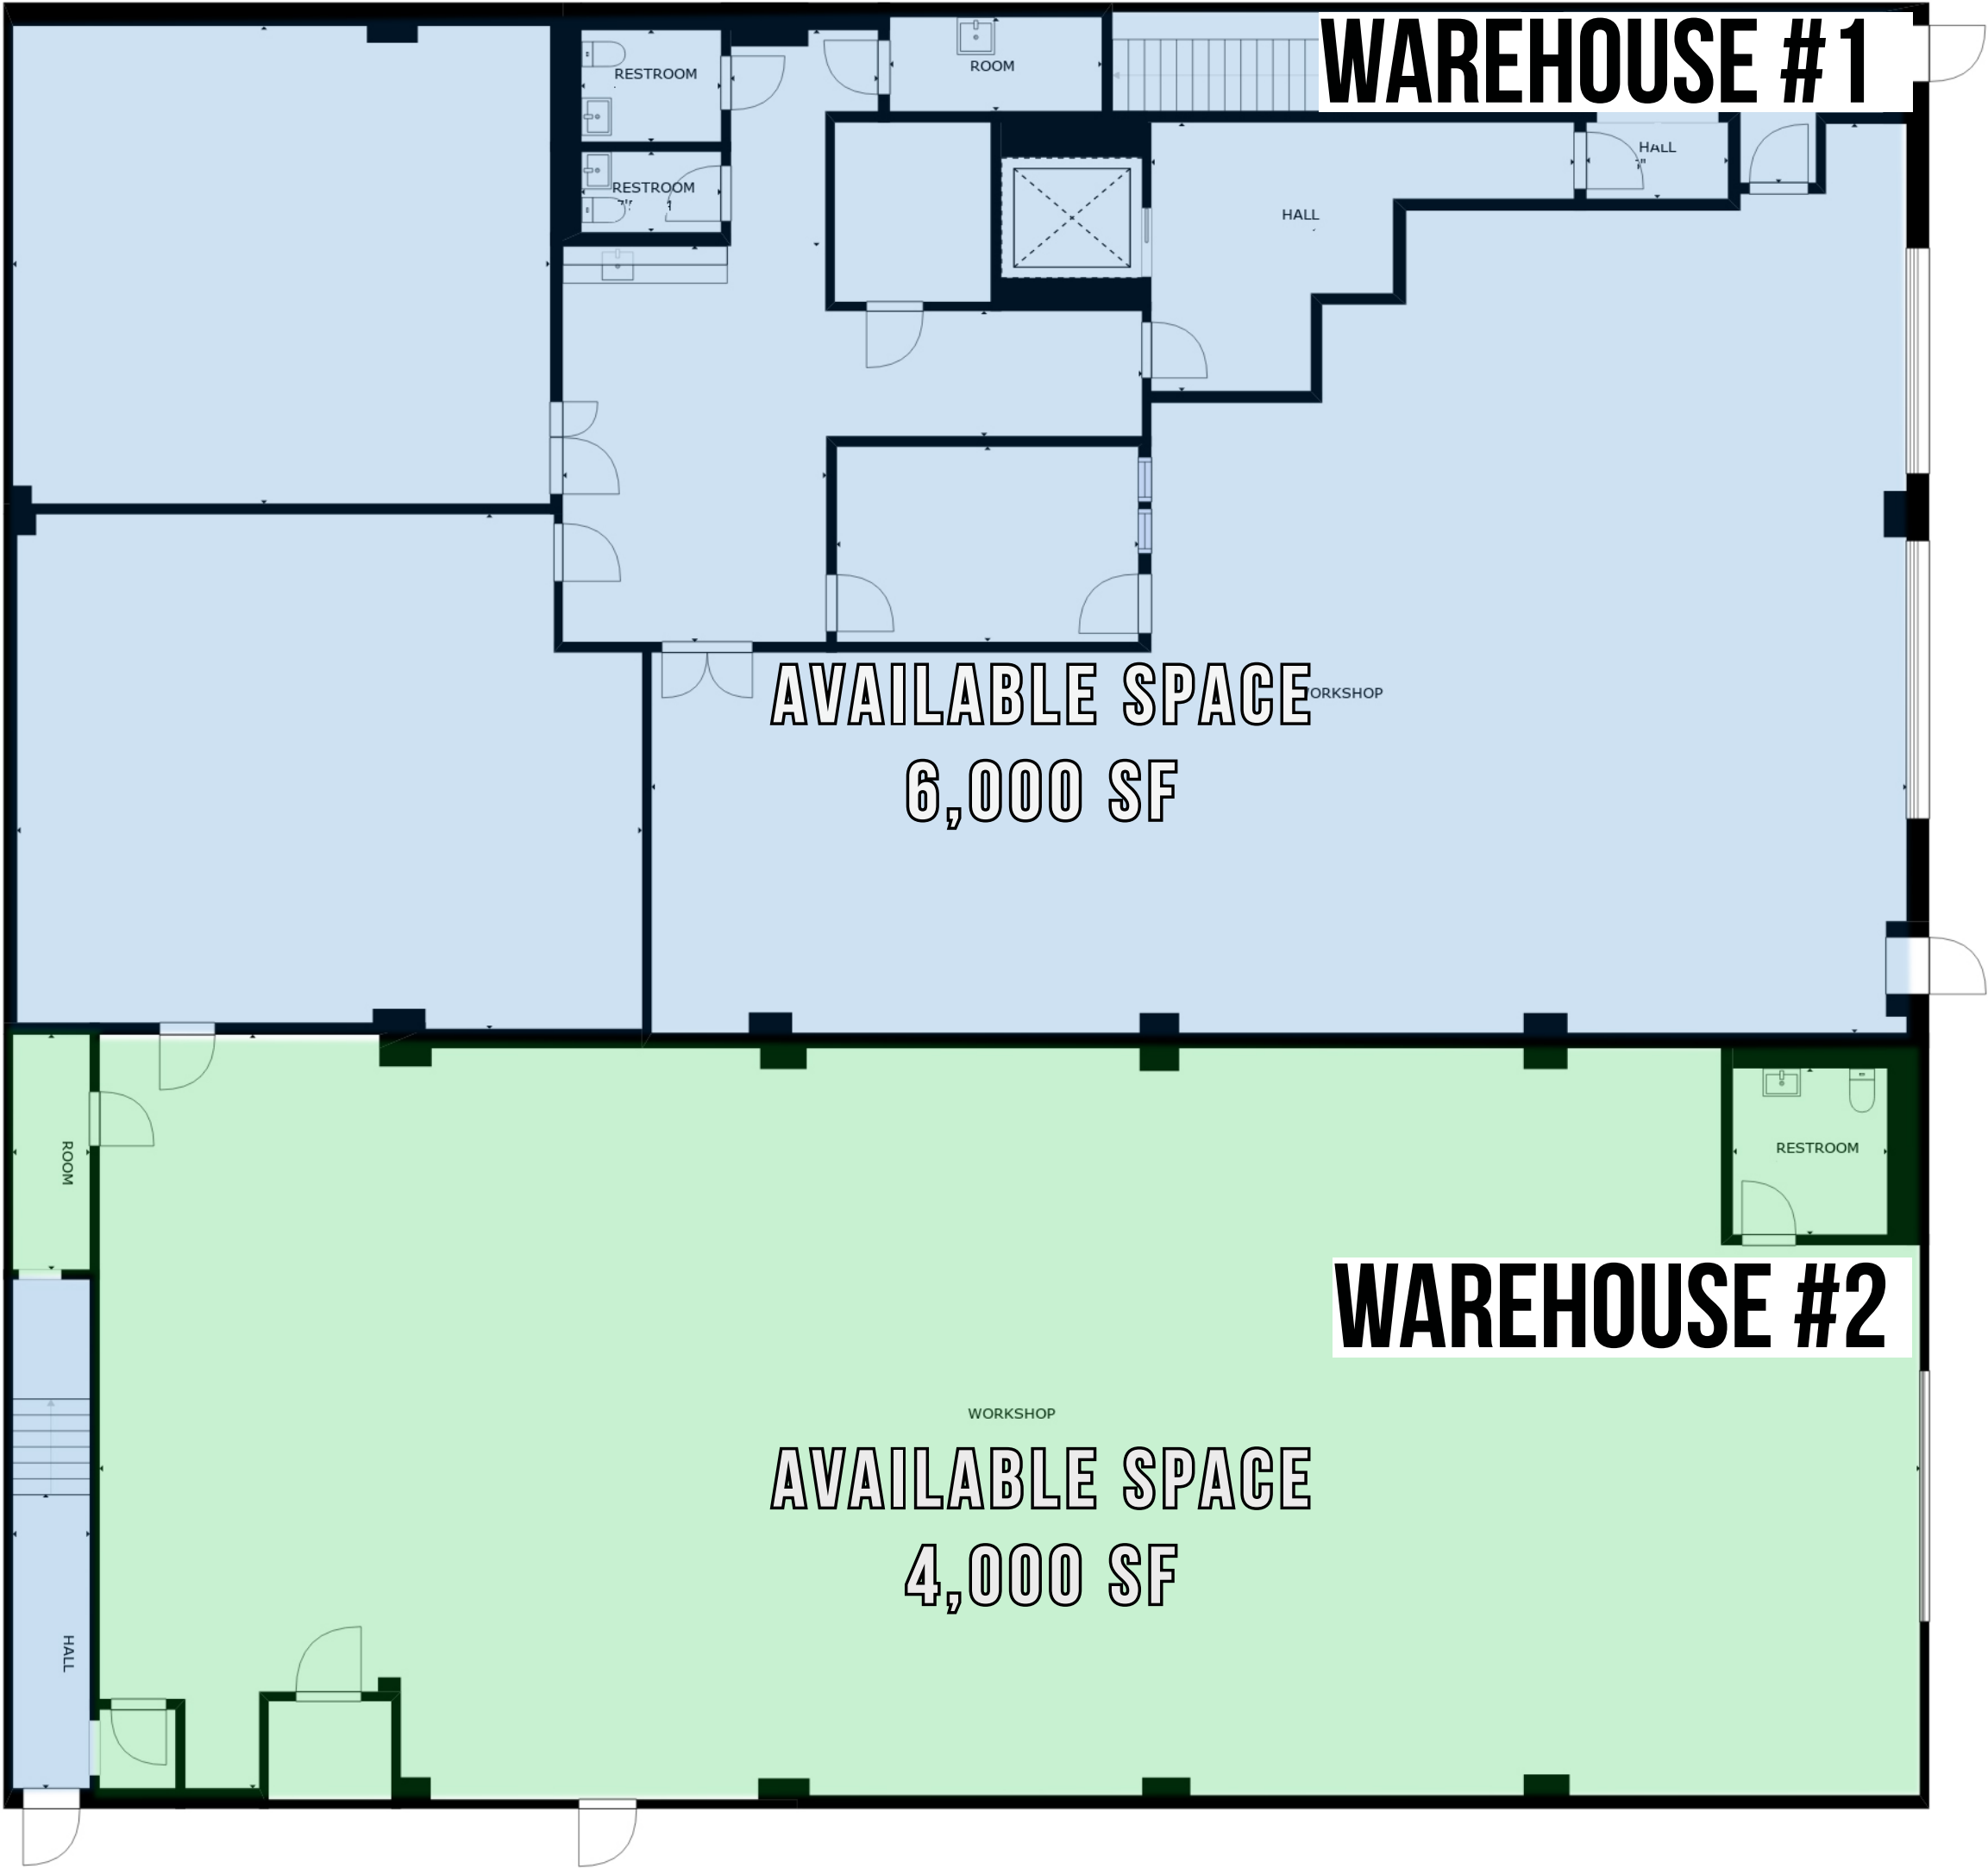 WAREHOUSE #1
RESTROOM
ROOM
HALL
RESTROOM
HALL
AVAILABLE SPACE
WORKSHOP
6,000 SF
ROOM
RESTROOM
WAREHOUSE #2
WORKSHOP
AVAILABLE SPACE
4,000 SF
HALL